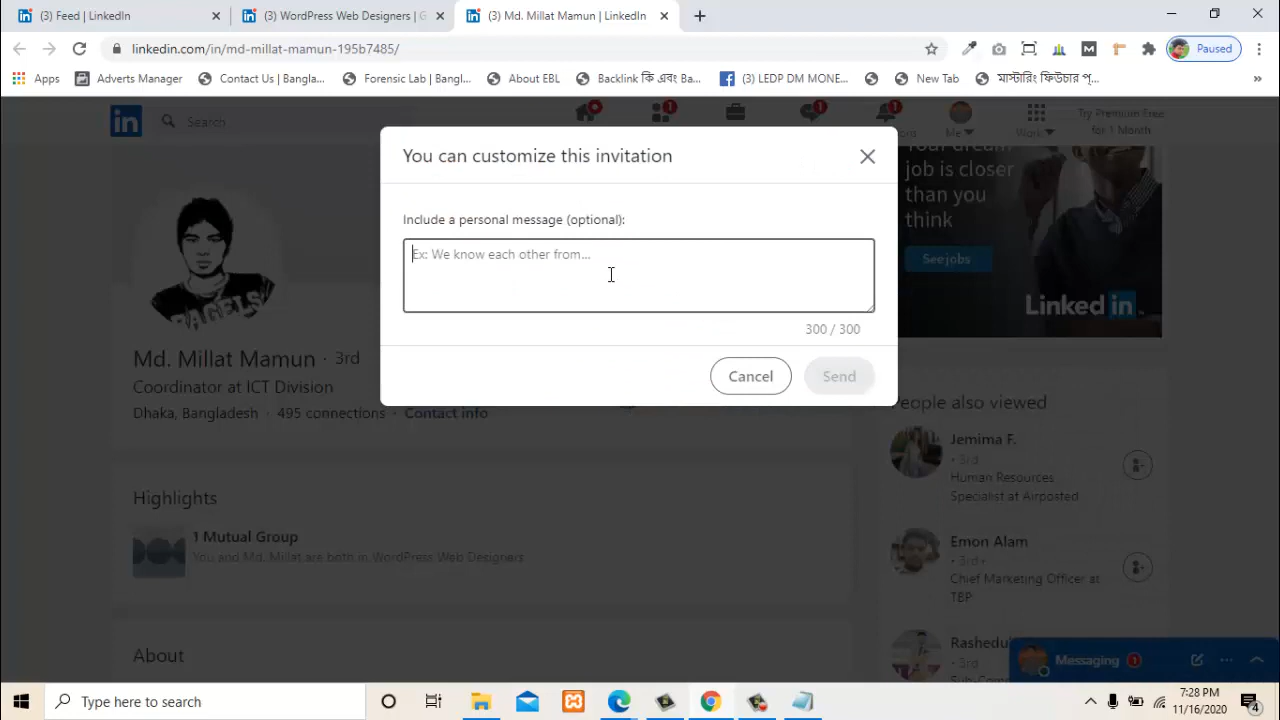 (3) Feed | LinkedIn
(3) WordPress Web Designers | G
(3) Md. Millat Mamun | LinkedIn
linkedin.com/in/md-millat-mamun-195b7485/
Paused
Apps
Adverts Manager
Contact Us | Bangla...
Forensic Lab | Bangl...
About EBL
Backlink কি এবং Ba...
(3) LEDP DM MONE...
New Tab
মাস্টারিং ফিউচার প্...
»
in
Search
1
1
1
Me
Work
Try Premium Free
for 1 Month
You can customize this invitation
Include a personal message (optional):
Ex: We know each other from...
300 / 300
Cancel
Send
Your dream
job is closer
than you
think
See jobs
Linked in
PAGELS
Md. Millat Mamun · 3rd
Coordinator at ICT Division
Dhaka, Bangladesh · 495 connections · Contact info
Highlights
1 Mutual Group
You and Md. Millat are both in WordPress Web Designers
About
People also viewed
Jemima F.
• 3rd
Human Resources
Specialist at Airposted
Emon Alam
• 3rd
Chief Marketing Officer at
TBP
• 3rd
Messaging 1
Type here to search
7:28 PM
11/16/2020
4